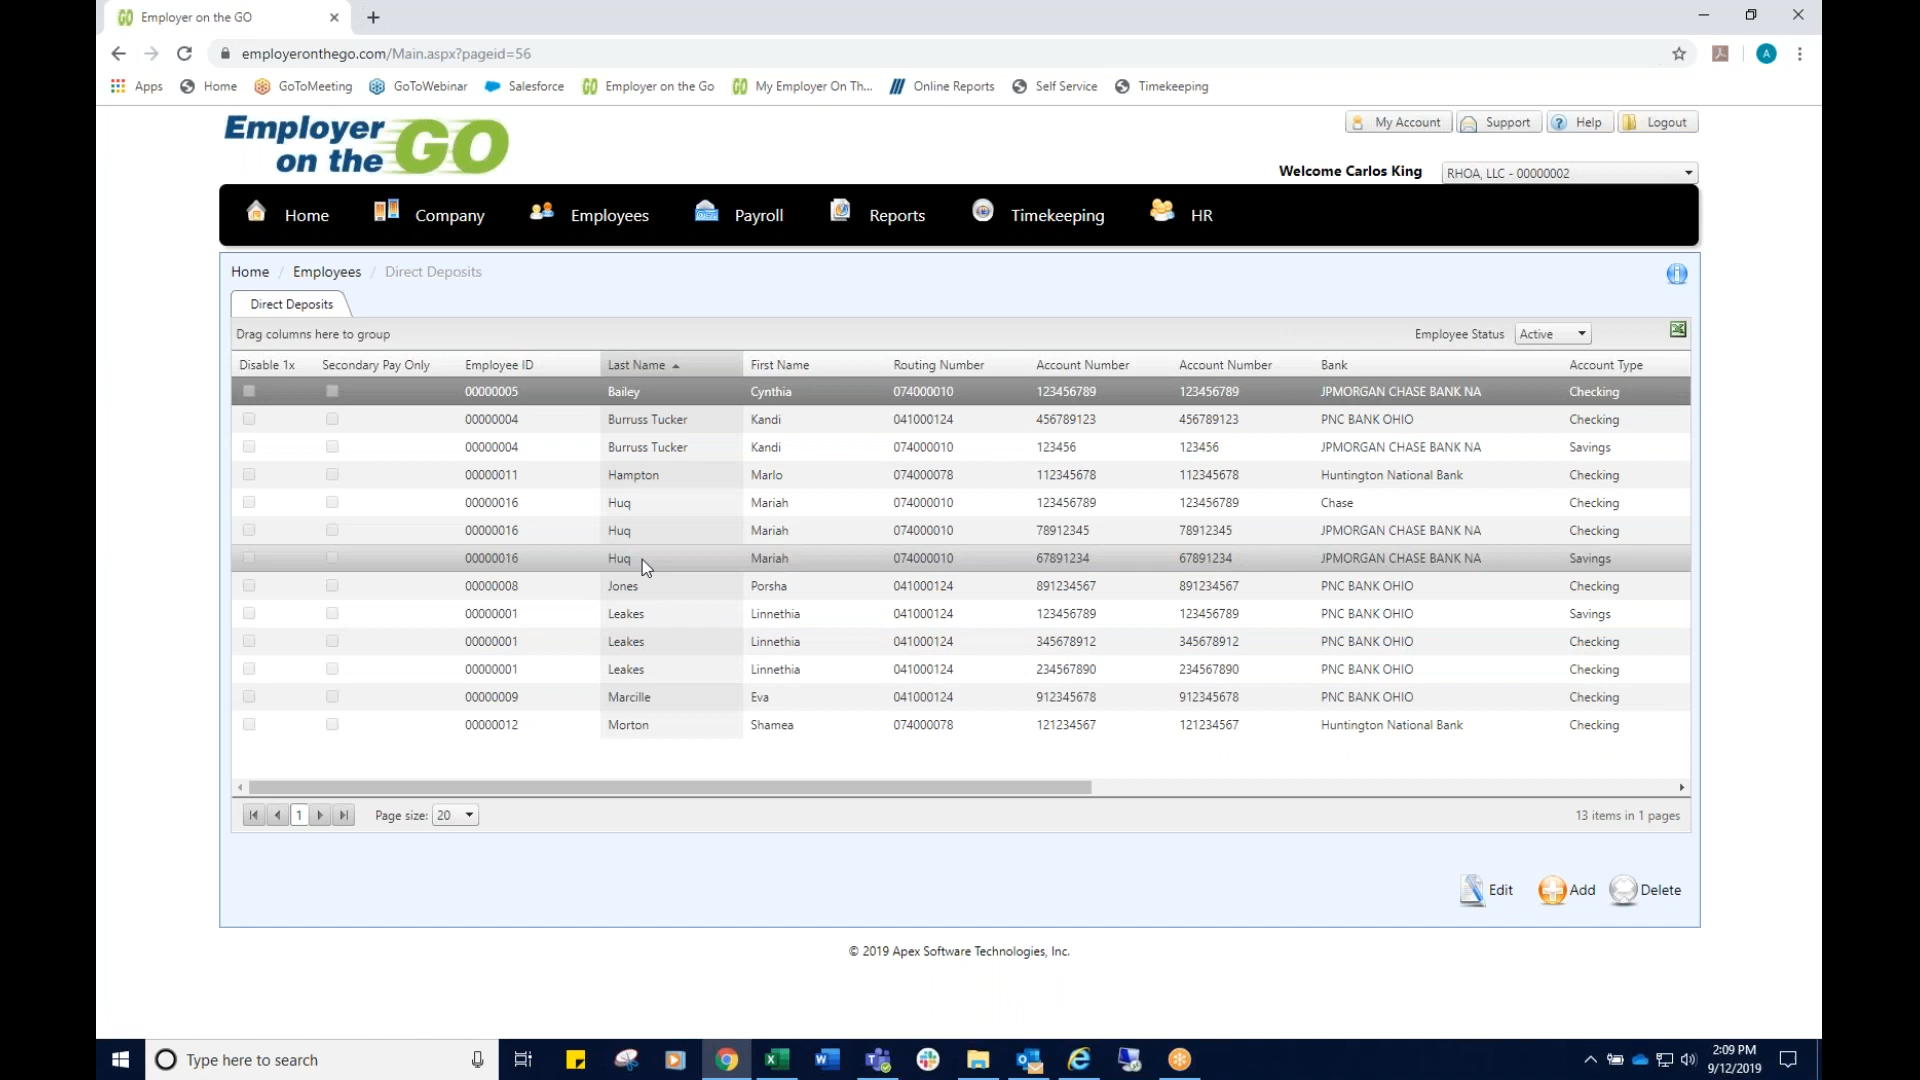 Employer on the GO
employeronthego.com/Main.aspx?pageid=56
A
Apps Home GoToMeeting GoToWebinar Salesforce Employer on the Go My Employer On Th... Online Reports Self Service Timekeeping
Employer on the GO
My Account Support Help Logout
Welcome Carlos King RHOA, LLC - 00000002
Home Company Employees Payroll Reports Timekeeping HR
Home / Employees / Direct Deposits
Direct Deposits
Drag columns here to group Employee Status Active
Disable 1x Secondary Pay Only Employee ID Last Name First Name Routing Number Account Number Account Number Bank Account Type
00000005 Bailey Cynthia 074000010 123456789 123456789 JPMORGAN CHASE BANK NA Checking
00000004 Burruss Tucker Kandi 041000124 456789123 456789123 PNC BANK OHIO Checking
00000004 Burruss Tucker Kandi 074000010 123456 123456 JPMORGAN CHASE BANK NA Savings
00000011 Hampton Marlo 074000078 112345678 112345678 Huntington National Bank Checking
00000016 Huq Mariah 074000010 123456789 123456789 Chase Checking
00000016 Huq Mariah 074000010 78912345 78912345 JPMORGAN CHASE BANK NA Checking
00000016 Huq Mariah 074000010 67891234 67891234 JPMORGAN CHASE BANK NA Savings
00000008 Jones Porsha 041000124 891234567 891234567 PNC BANK OHIO Checking
00000001 Leakes Linnethia 041000124 123456789 123456789 PNC BANK OHIO Savings
00000001 Leakes Linnethia 041000124 345678912 345678912 PNC BANK OHIO Checking
00000001 Leakes Linnethia 041000124 234567890 234567890 PNC BANK OHIO Checking
00000009 Marcille Eva 041000124 912345678 912345678 PNC BANK OHIO Checking
00000012 Morton Shamea 074000078 121234567 121234567 Huntington National Bank Checking
1 Page size: 20 13 items in 1 pages
Edit Add Delete
© 2019 Apex Software Technologies, Inc.
Type here to search
2:09 PM
9/12/2019